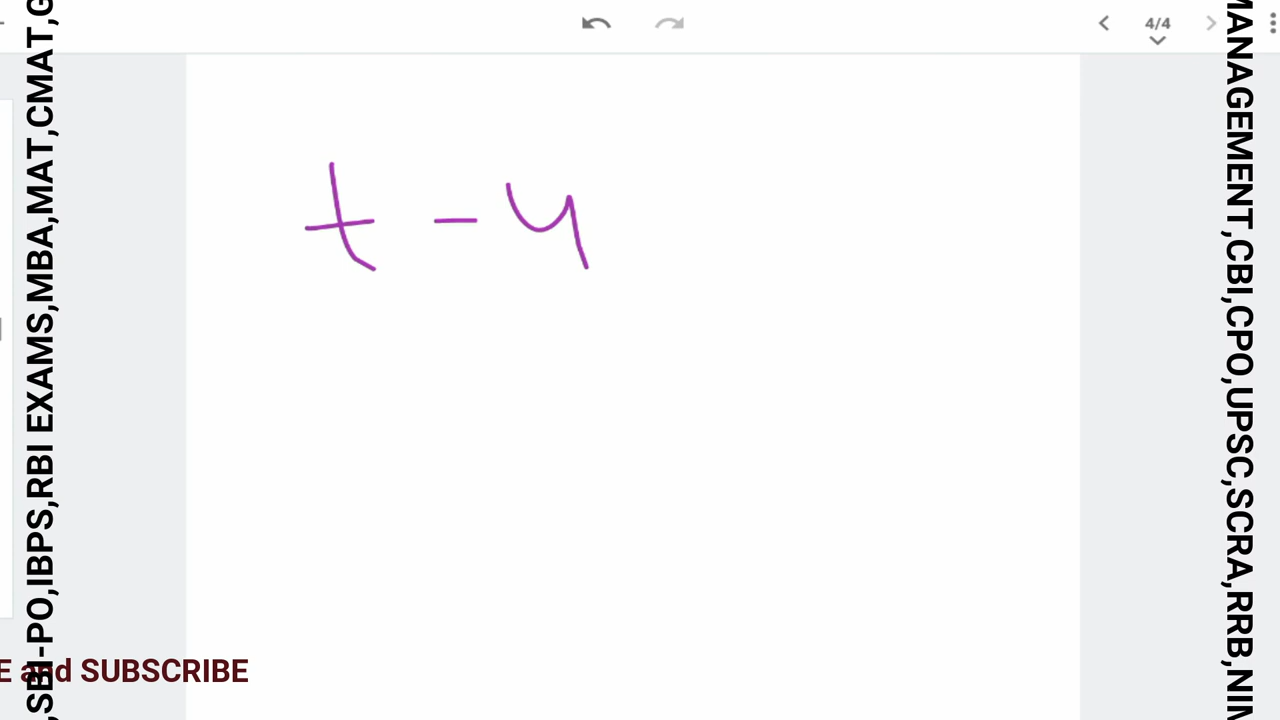 4/4
,SBI-PO,IBPS,RBI EXAMS,MBA,MAT,CMAT,G
t - 4
MANAGEMENT,CBI,CPO,UPSC,SCRA,RRB,NIM
E and SUBSCRIBE